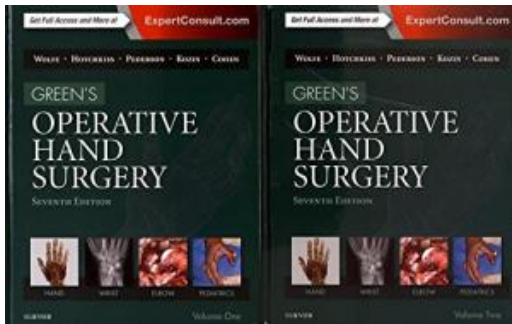 Get Full Access and More at
ExpertConsult.com
WOLFE · HOTCHKISS · PEDERSON · KOZIN · COHEN
GREEN'S
OPERATIVE
HAND
SURGERY
SEVENTH EDITION
HAND
WRIST
ELBOW
PEDIATRICS
ELSEVIER
Volume One
Get Full Access and More at
ExpertConsult.com
WOLFE · HOTCHKISS · PEDERSON · KOZIN · COHEN
GREEN'S
OPERATIVE
HAND
SURGERY
SEVENTH EDITION
HAND
WRIST
ELBOW
PEDIATRICS
ELSEVIER
Volume Two